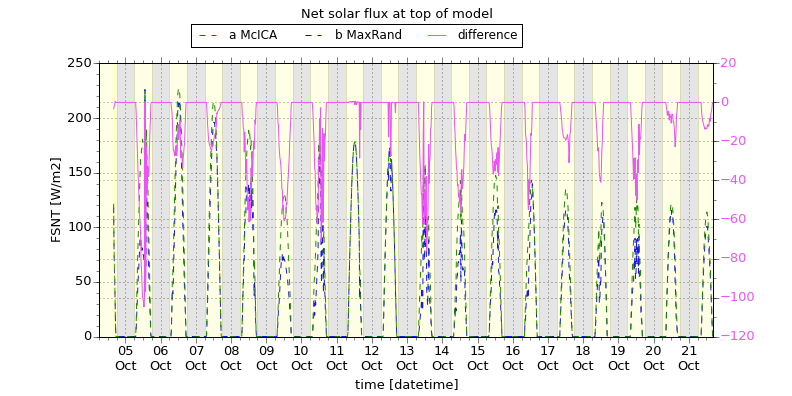 Net solar flux at top of model
a McICA b MaxRand difference
FSNT [W/m2]
250
200
150
100
50
0
20
0
−20
−40
−60
−80
−100
−120
05 06 07 08 09 10 11 12 13 14 15 16 17 18 19 20 21
Oct Oct Oct Oct Oct Oct Oct Oct Oct Oct Oct Oct Oct Oct Oct Oct Oct
time [datetime]